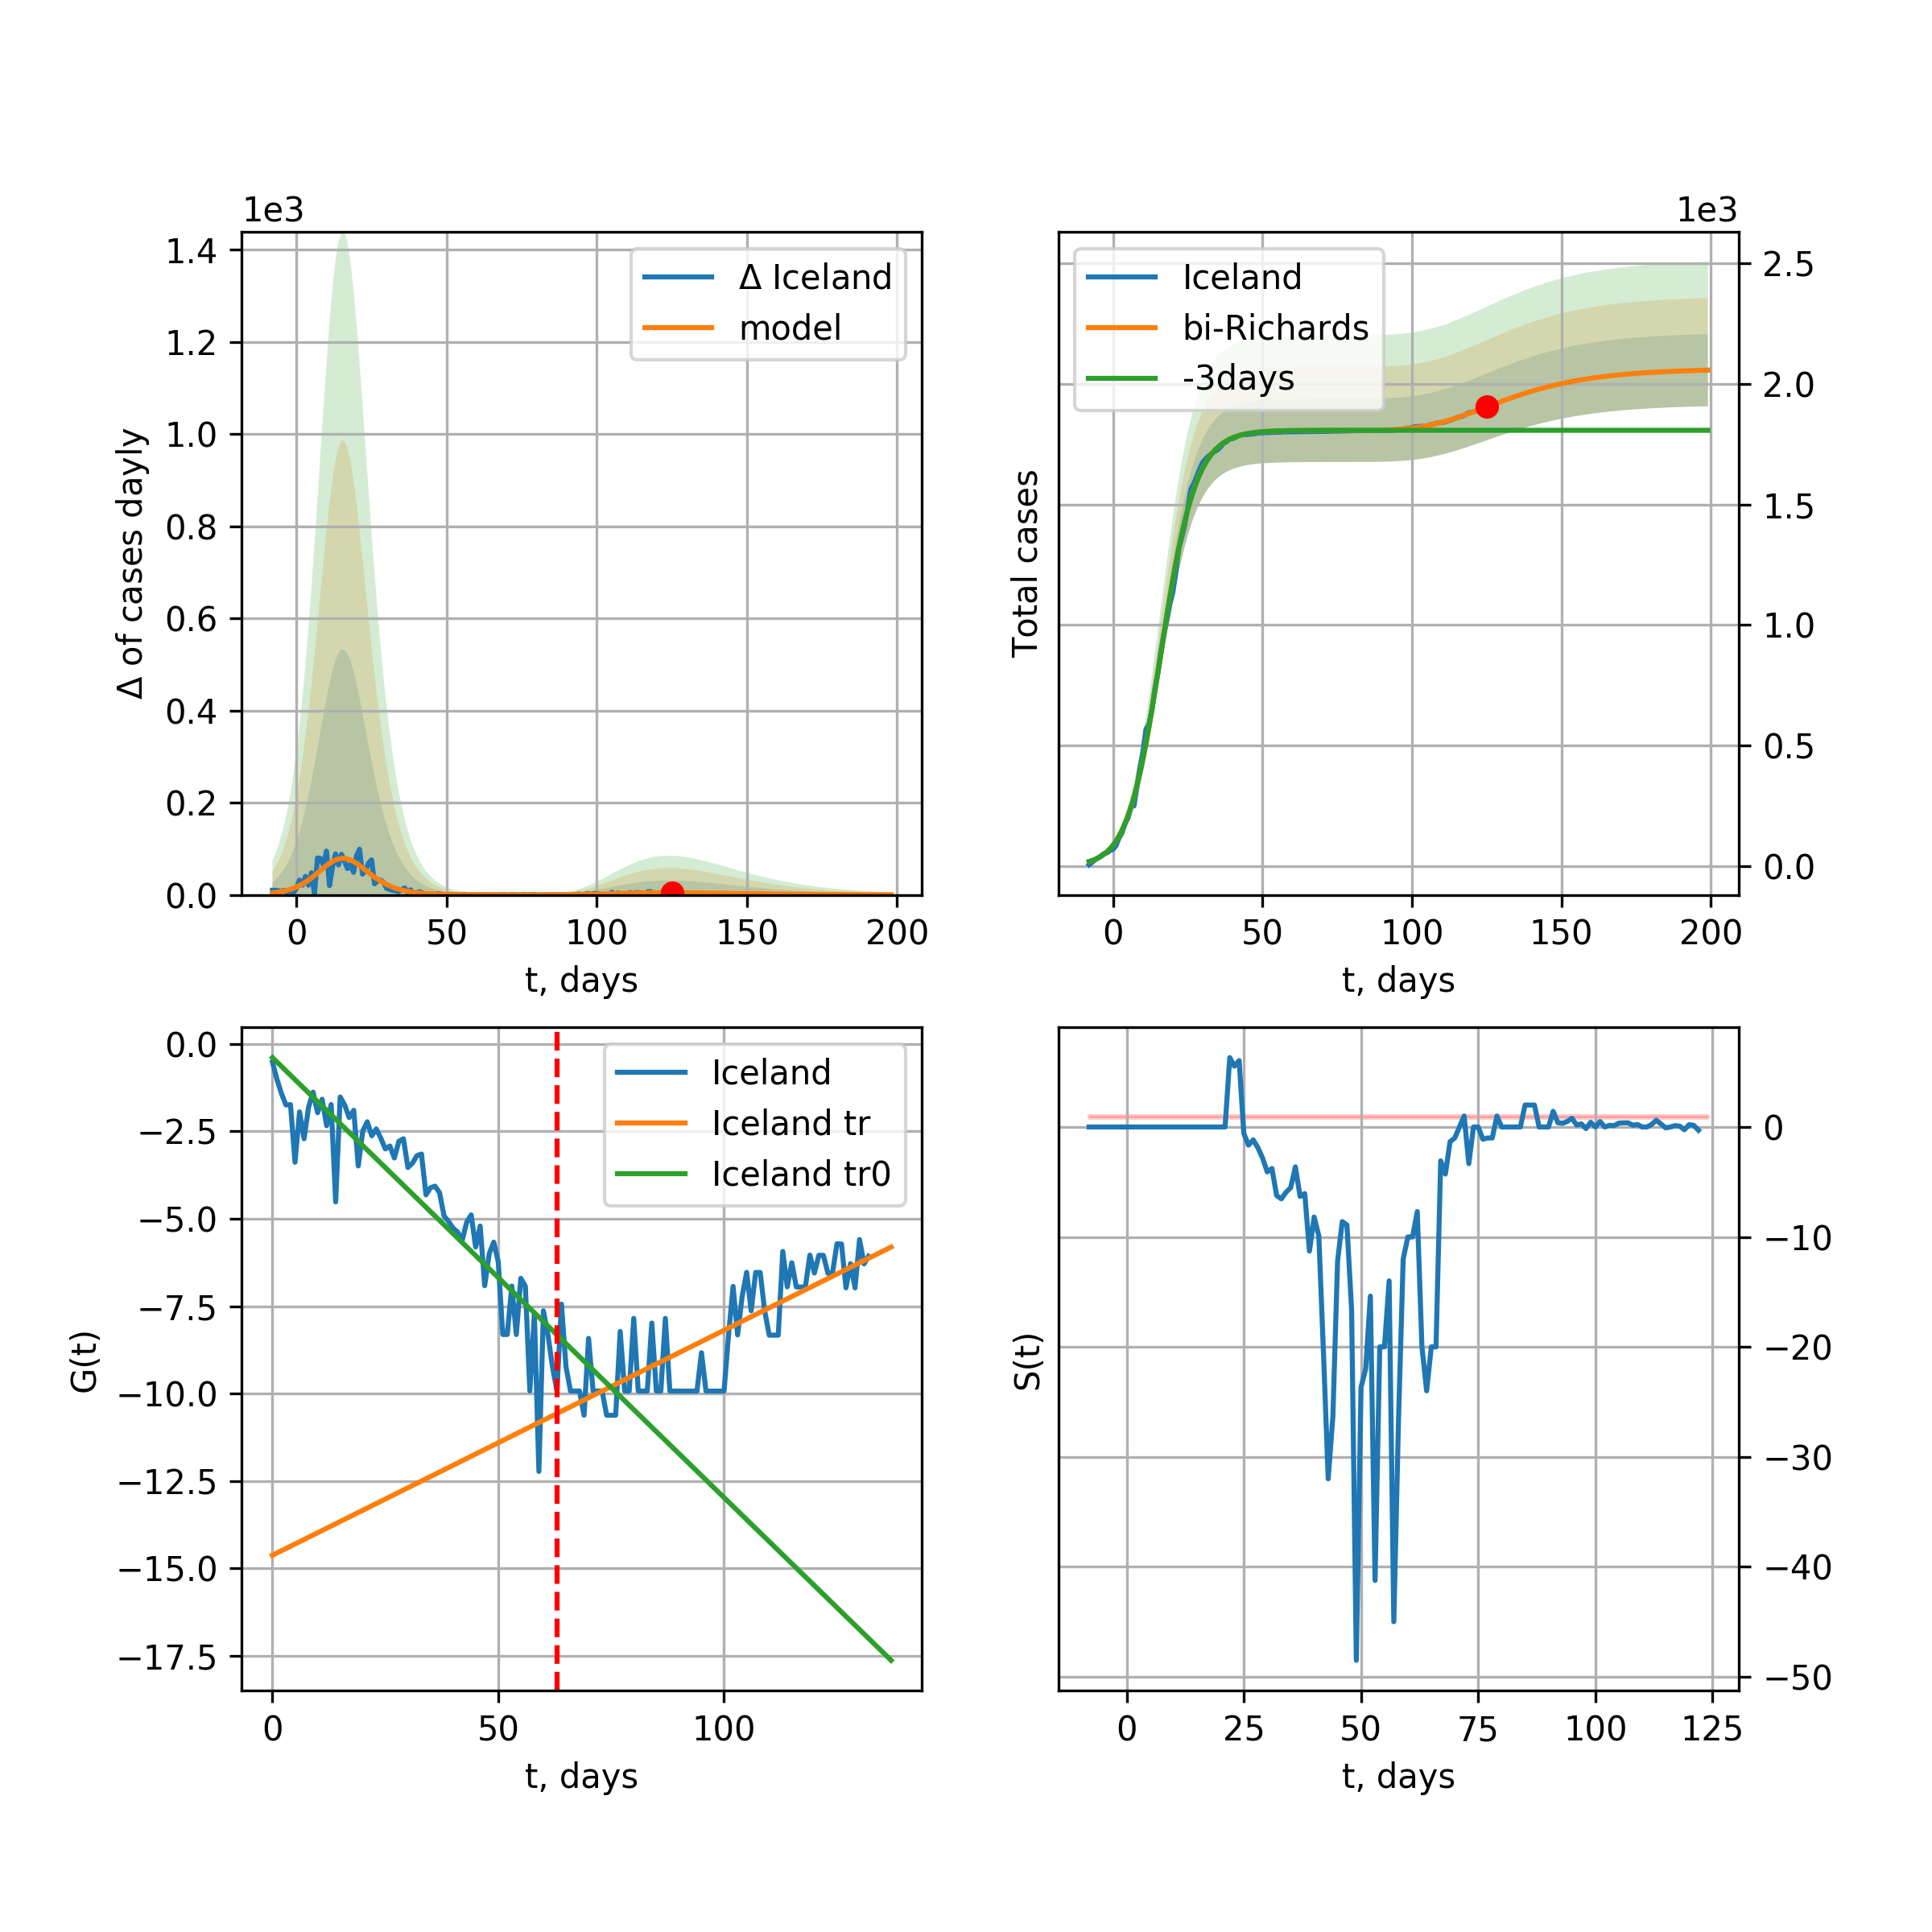 1e3
1.4
1.2
1.0
0.8
0.6
0.4
0.2
0.0
Δ of cases dayly
Δ Iceland
model
0 50 100 150 200
t, days
1e3
Iceland
bi-Richards
-3days
2.5
2.0
1.5
1.0
0.5
0.0
Total cases
0 50 100 150 200
t, days
0.0
−2.5
−5.0
−7.5
−10.0
−12.5
−15.0
−17.5
G(t)
Iceland
Iceland tr
Iceland tr0
0 50 100
t, days
S(t)
0
−10
−20
−30
−40
−50
0 25 50 75 100 125
t, days